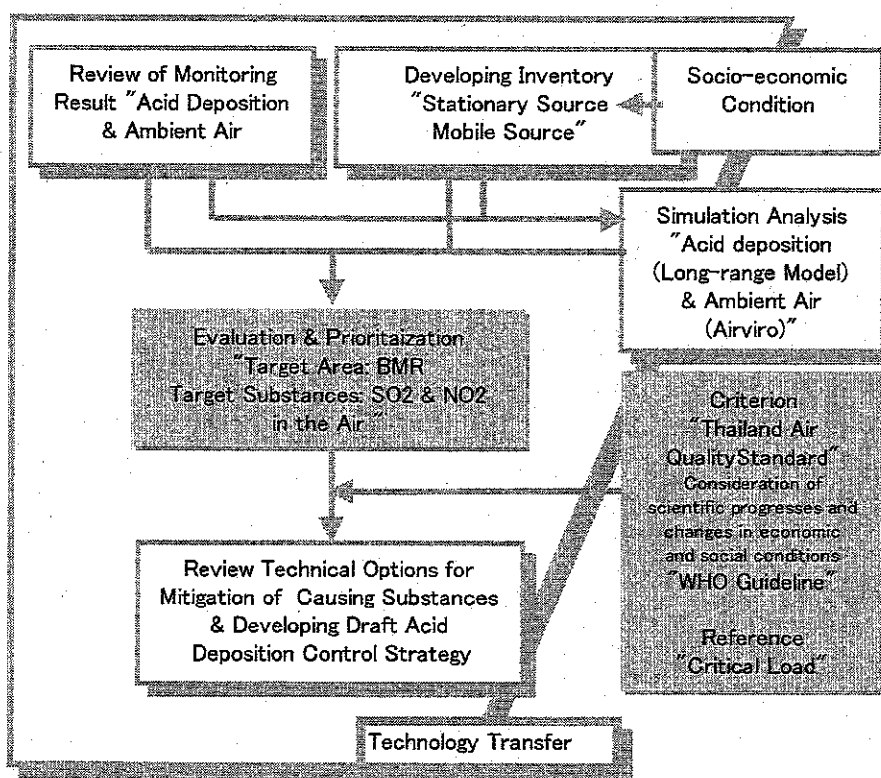 Review of Monitoring
Result "Acid Deposition
& Ambient Air
Developing Inventory
"Stationary Source
Mobile Source"
Socio-economic
Condition
Simulation Analysis
"Acid deposition
(Long-range Model)
& Ambient Air
(Airviro)"
Evaluation & Prioritaization
"Target Area: BMR
Target Substances: SO2 & NO2
in the Air "
Criterion
"Thailand Air
QualityStandard"
Consideration of
scientific progresses and
changes in economic
and social conditions
"WHO Guideline"
Reference
"Critical Load"
Review Technical Options for
Mitigation of Causing Substances
& Developing Draft Acid
Deposition Control Strategy
Technology Transfer